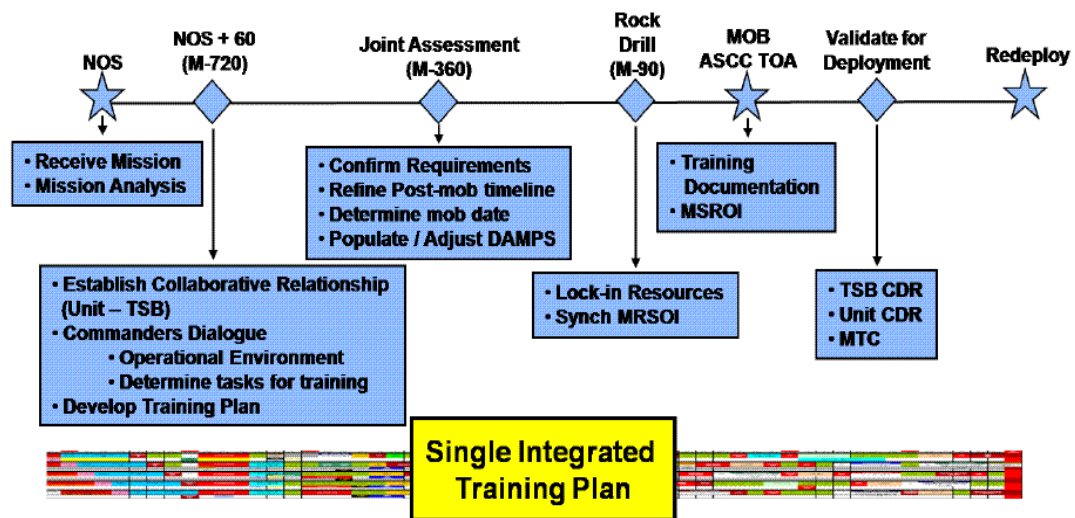 NOS
NOS + 60
(M-720)
Joint Assessment
(M-360)
Rock
Drill
(M-90)
MOB
ASCC TOA
Validate for
Deployment
Redeploy
• Receive Mission
• Mission Analysis
• Establish Collaborative Relationship
(Unit – TSB)
• Commanders Dialogue
• Operational Environment
• Determine tasks for training
• Develop Training Plan
• Confirm Requirements
• Refine Post-mob timeline
• Determine mob date
• Populate / Adjust DAMPS
• Lock-in Resources
• Synch MRSOI
• Training
Documentation
• MSROI
• TSB CDR
• Unit CDR
• MTC
Single Integrated
Training Plan